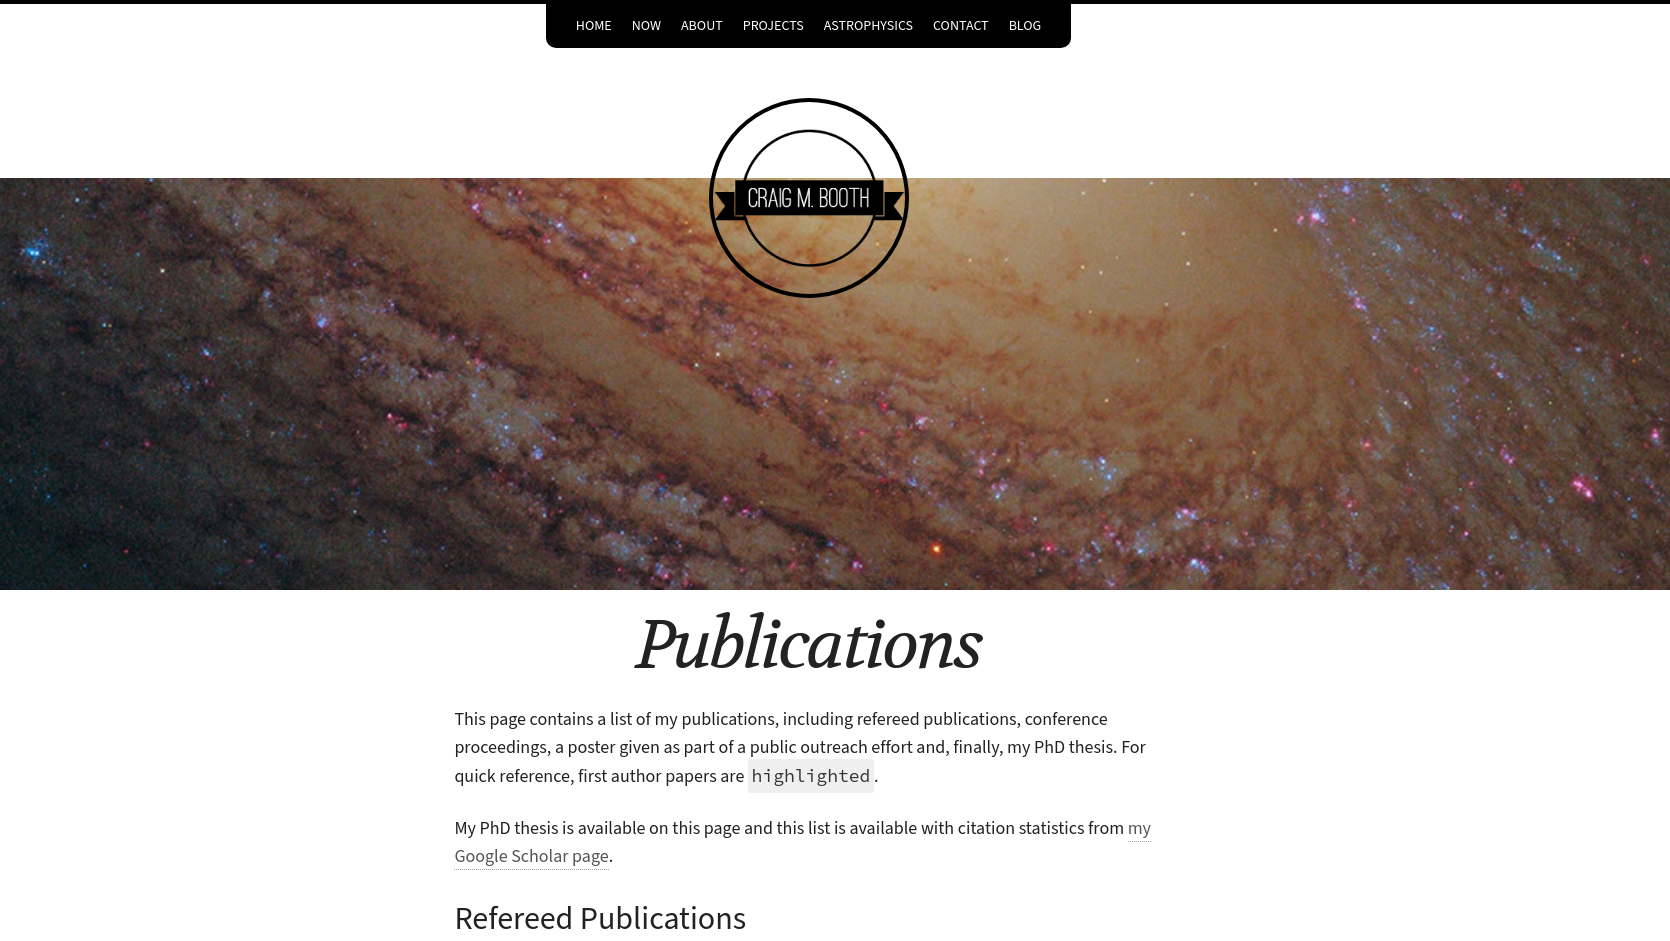 HOME NOW ABOUT PROJECTS ASTROPHYSICS CONTACT BLOG
CRAIG M. BOOTH
Publications
This page contains a list of my publications, including refereed publications, conference
proceedings, a poster given as part of a public outreach effort and, finally, my PhD thesis. For
quick reference, first author papers are highlighted.
My PhD thesis is available on this page and this list is available with citation statistics from my
Google Scholar page.
Refereed Publications